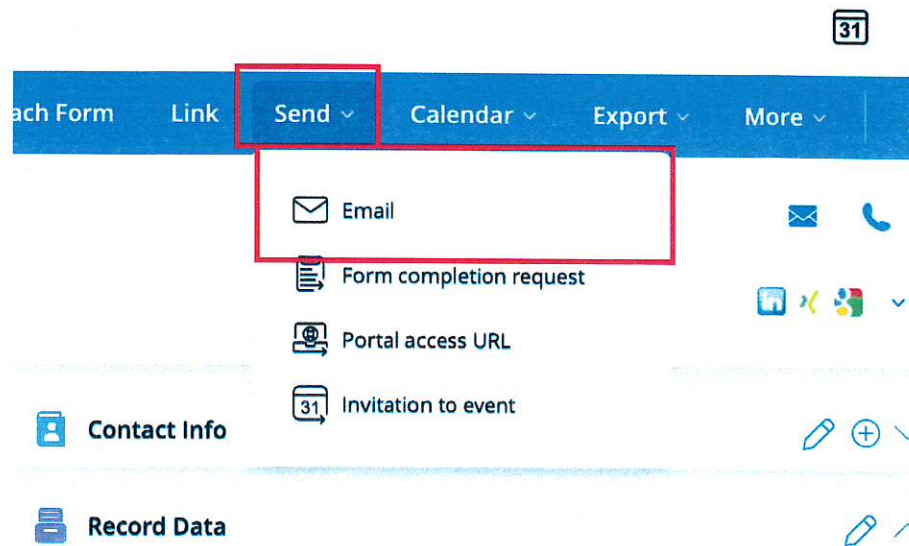 31
ach Form Link Send Calendar Export More
Email
Form completion request
in
Portal access URL
31 Invitation to event
Contact Info
Record Data